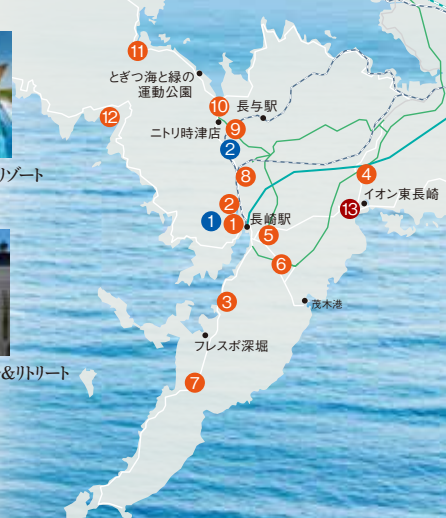 11
とぎつ海と緑の
運動公園
12
10
長与駅
ニトリ時津店
9
2
8
4
イオン東長崎
13
2
1
1
長崎駅
5
6
3
茂木港
フレスポ深堀
7
リゾート
&リトリート